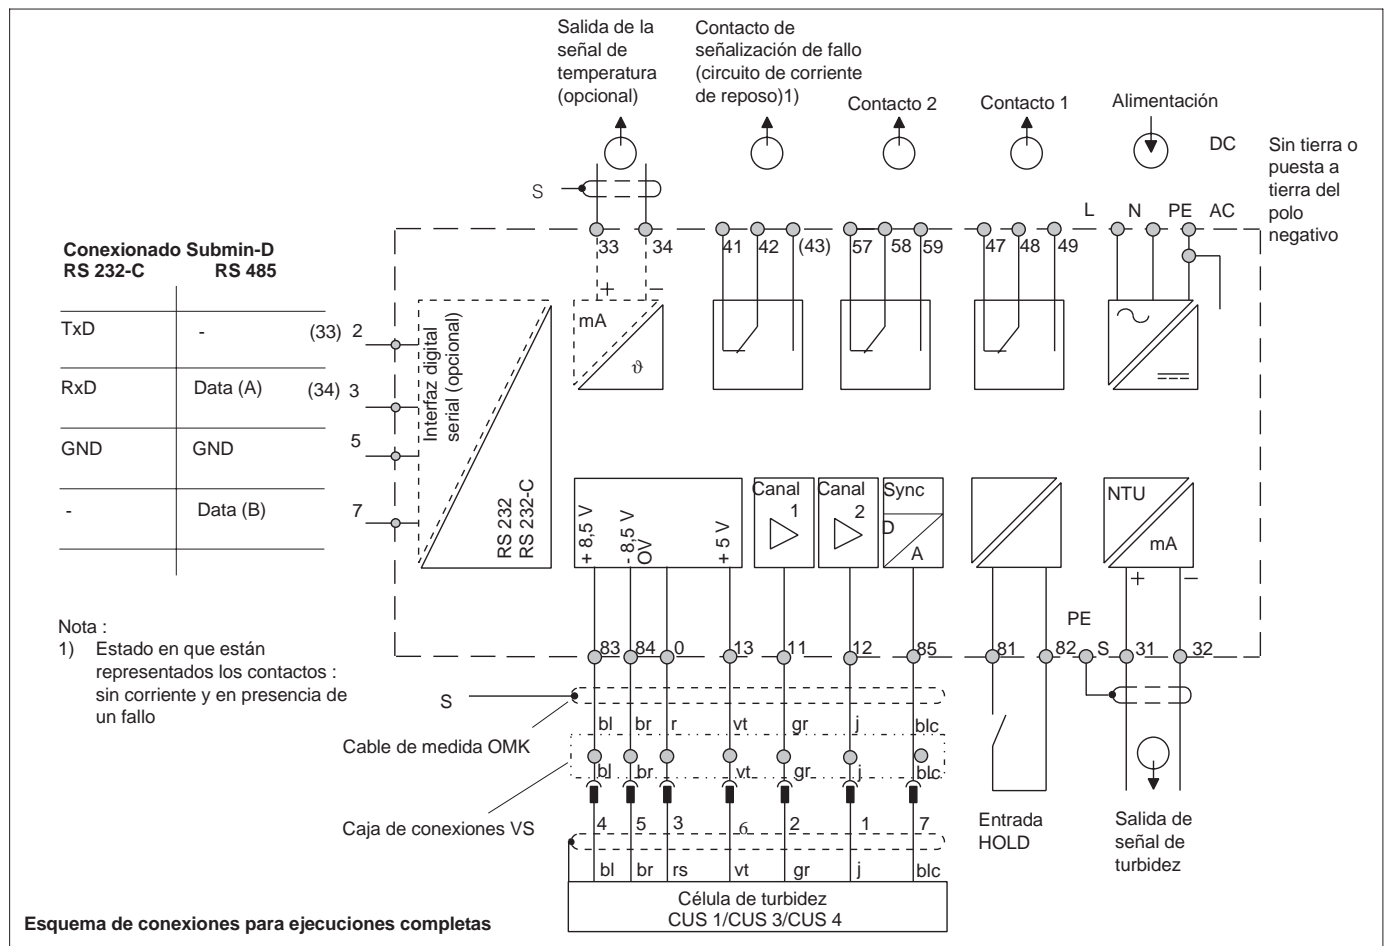 Salida de la
señal de
temperatura
(opcional)
Contacto de
señalización de fallo
(circuito de corriente
de reposo)1)
Contacto 2
Contacto 1
Alimentación
DC
Sin tierra o
puesta a
tierra del
polo
negativo
S
L N PE AC
33 34 41 42 (43) 57 58 59 47 48 49
Conexionado Submin-D
RS 232-C RS 485
TxD - (33) 2
RxD Data (A) (34) 3
GND GND 5
- Data (B) 7
Interfaz digital
serial (opcional)
RS 232
RS 232-C
+ −
mA
ϑ
+ 8,5 V
- 8,5 V
OV
+ 5 V
Canal
1
Canal
2
Sync
D
A
NTU
mA
+ −
PE
83 84 0 13 11 12 85 81 82 S 31 32
Nota :
1) Estado en que están
representados los contactos :
sin corriente y en presencia de
un fallo
S
bl br r vt gr j blc
Cable de medida OMK
bl br vt gr j blc
Caja de conexiones VS
4 5 3 6 2 1 7
Entrada
HOLD
Salida de
señal de
turbidez
bl br rs vt gr j blc
Célula de turbidez
CUS 1/CUS 3/CUS 4
Esquema de conexiones para ejecuciones completas